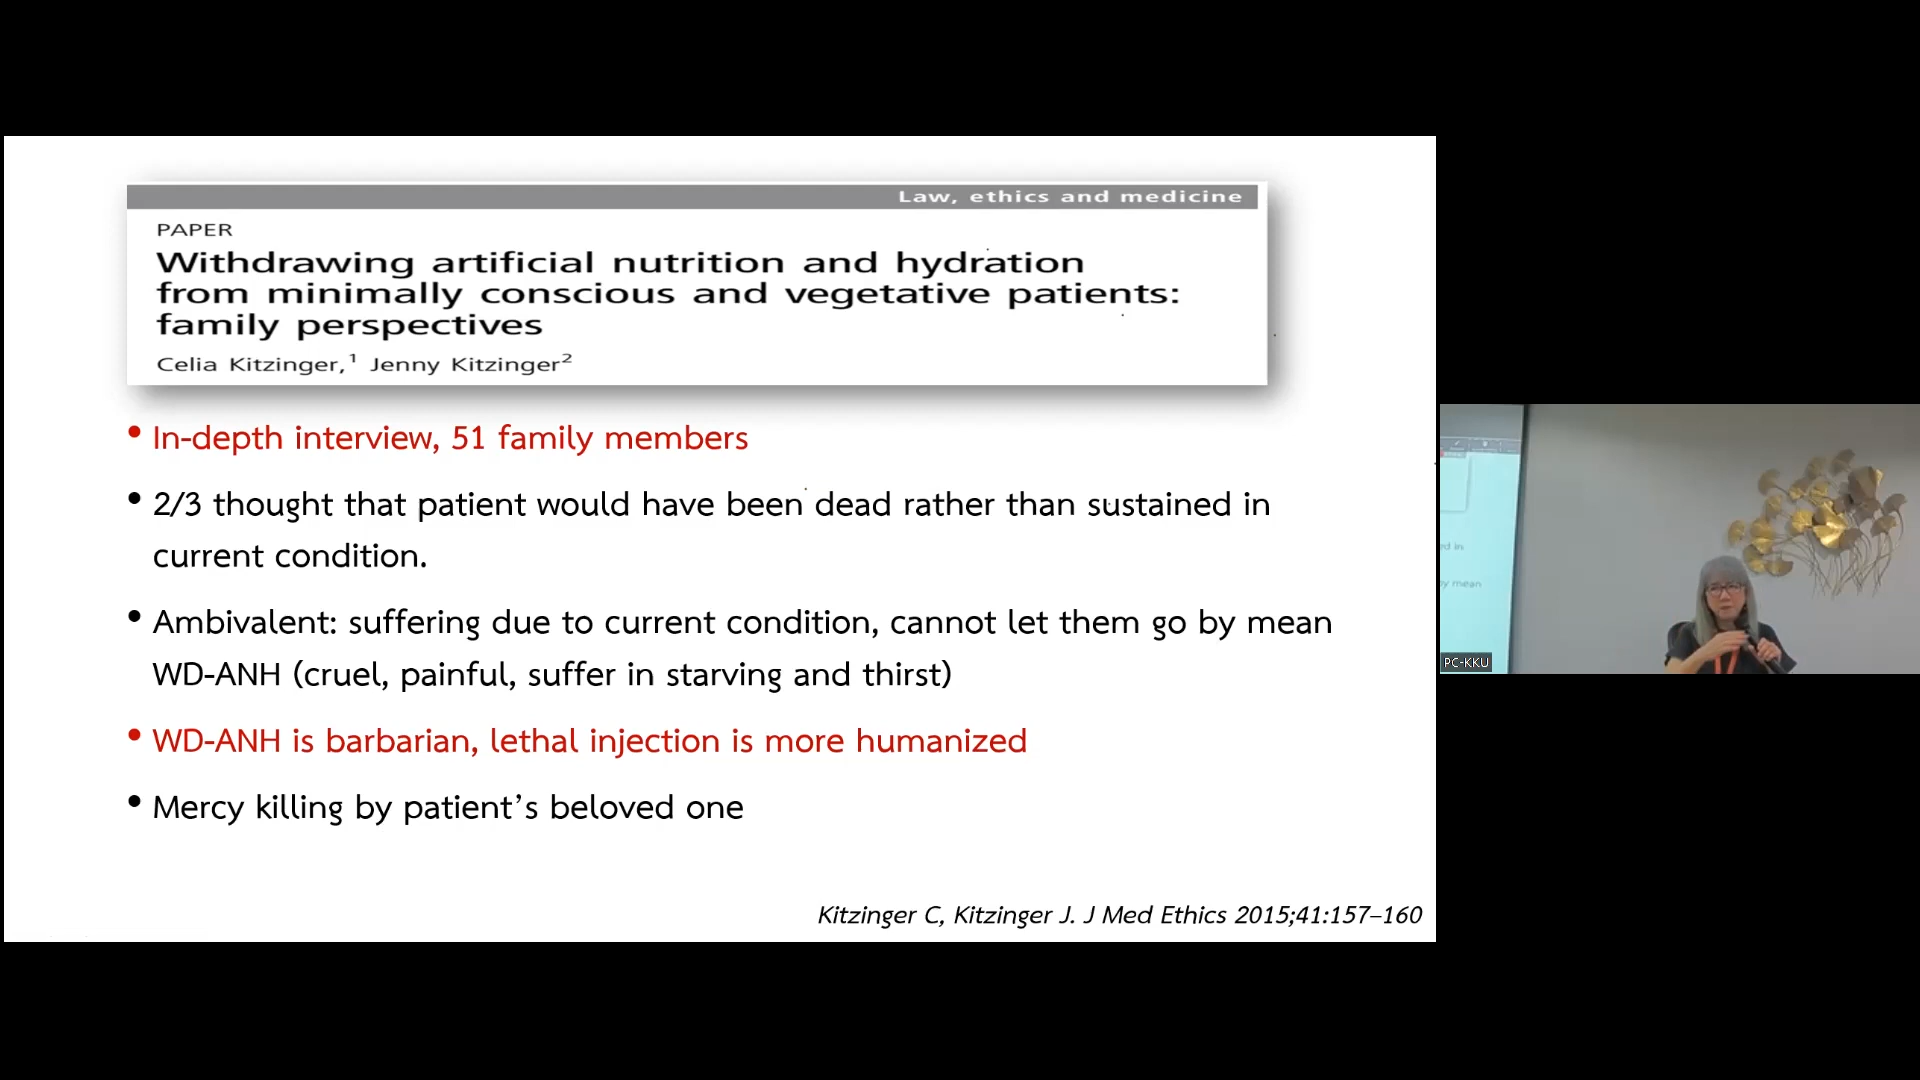 Law, ethics and medicine
PAPER
Withdrawing artificial nutrition and hydration
from minimally conscious and vegetative patients:
family perspectives
Celia Kitzinger,¹ Jenny Kitzinger²
• In-depth interview, 51 family members
• 2/3 thought that patient would have been dead rather than sustained in
current condition.
• Ambivalent: suffering due to current condition, cannot let them go by mean
WD-ANH (cruel, painful, suffer in starving and thirst)
• WD-ANH is barbarian, lethal injection is more humanized
• Mercy killing by patient’s beloved one
Kitzinger C, Kitzinger J. J Med Ethics 2015;41:157–160
ed in
by mean
PC-KKU